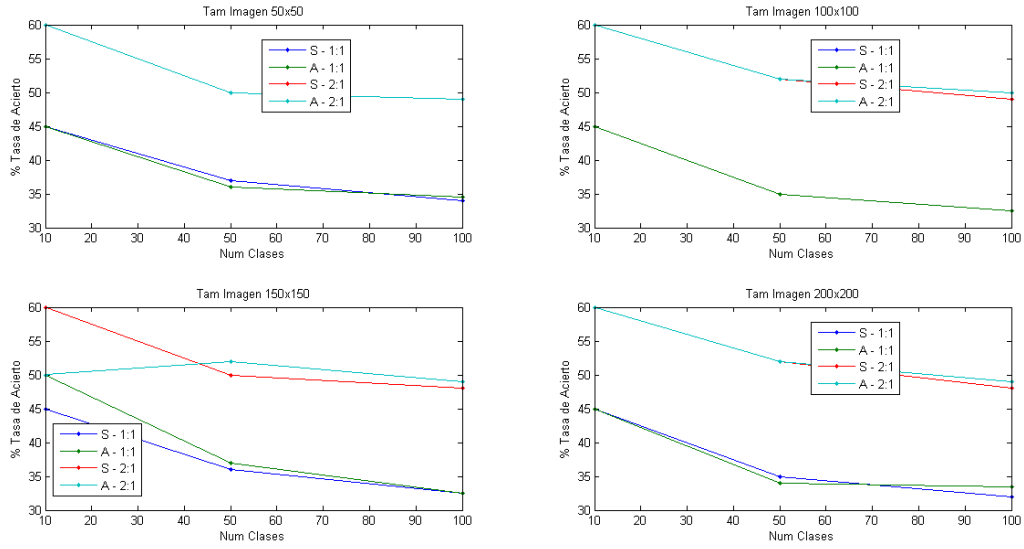 Tam Imagen 50x50
60
55
50
45
40
35
30
% Tasa de Acierto
S - 1:1
A - 1:1
S - 2:1
A - 2:1
10 20 30 40 50 60 70 80 90 100
Num Clases
Tam Imagen 100x100
60
55
50
45
40
35
30
% Tasa de Acierto
S - 1:1
A - 1:1
S - 2:1
A - 2:1
10 20 30 40 50 60 70 80 90 100
Num Clases
Tam Imagen 150x150
60
55
50
45
40
35
30
% Tasa de Acierto
S - 1:1
A - 1:1
S - 2:1
A - 2:1
10 20 30 40 50 60 70 80 90 100
Num Clases
Tam Imagen 200x200
60
55
50
45
40
35
30
% Tasa de Acierto
S - 1:1
A - 1:1
S - 2:1
A - 2:1
10 20 30 40 50 60 70 80 90 100
Num Clases